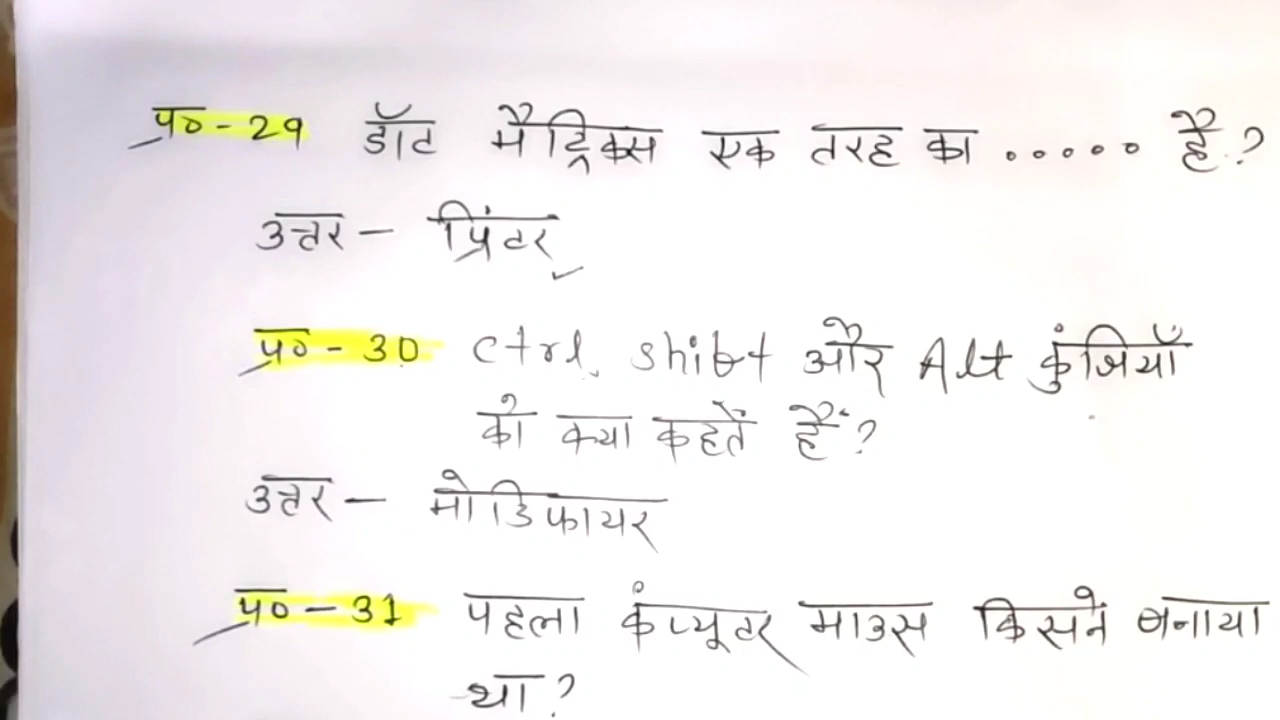 प्र०-29 डॉट मैट्रिक्स एक तरह का ..... है?
उत्तर - प्रिंटर
प्र०-30 ctrl, shift और Alt कुंजियाँ
को क्या कहतें हैं?
उत्तर - मोडिफायर
प्र०-31 पहला कंप्यूटर माउस किसने बनाया
था?